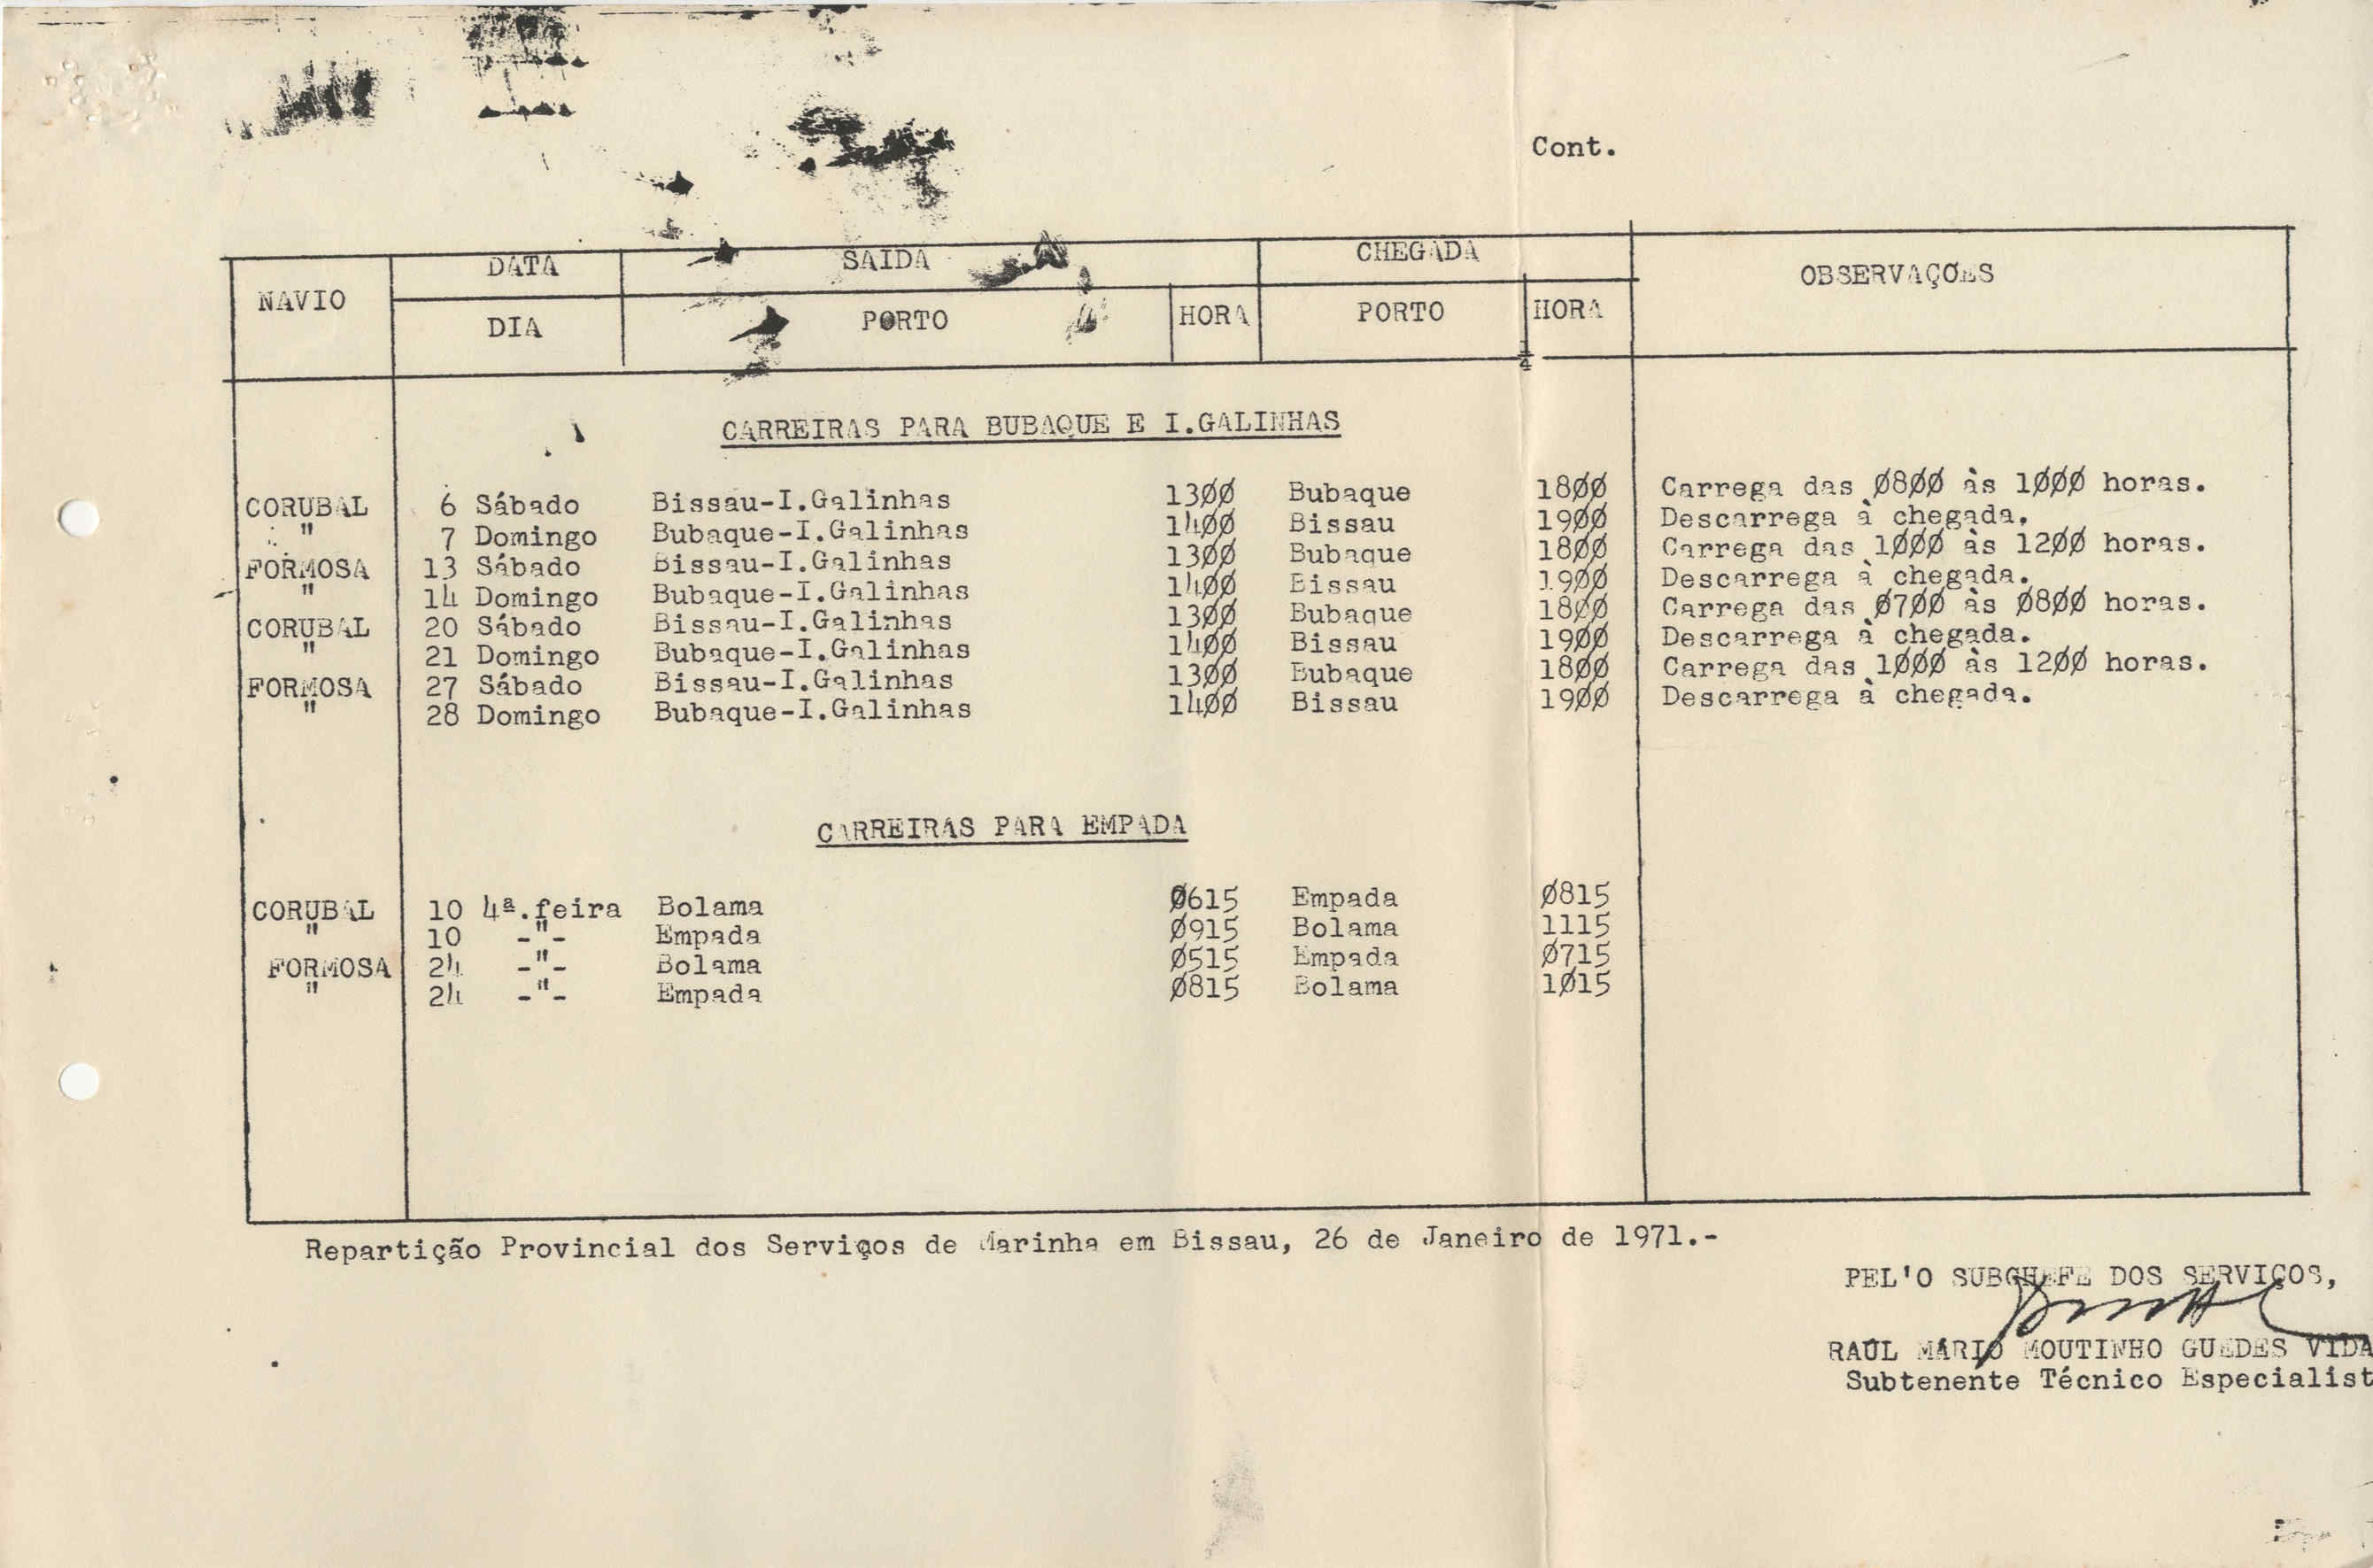 Cont.
NAVIO DATA SAIDA CHEGADA OBSERVAÇOES
DIA PORTO HORA PORTO HORA
CARREIRAS PARA BUBAQUE E I.GALINHAS
CORUBAL 6 Sábado Bissau-I.Galinhas 13ØØ Bubaque 18ØØ Carrega das Ø8ØØ às 1ØØØ horas.
" 7 Domingo Bubaque-I.Galinhas 14ØØ Bissau 19ØØ Descarrega à chegada.
FORMOSA 13 Sábado Bissau-I.Galinhas 13ØØ Bubaque 18ØØ Carrega das 1ØØØ às 12ØØ horas.
" 14 Domingo Bubaque-I.Galinhas 14ØØ Bissau 19ØØ Descarrega à chegada.
CORUBAL 20 Sábado Bissau-I.Galinhas 13ØØ Bubaque 18ØØ Carrega das Ø7ØØ às Ø8ØØ horas.
" 21 Domingo Bubaque-I.Galinhas 14ØØ Bissau 19ØØ Descarrega à chegada.
FORMOSA 27 Sábado Bissau-I.Galinhas 13ØØ Bubaque 18ØØ Carrega das 1ØØØ às 12ØØ horas.
" 28 Domingo Bubaque-I.Galinhas 14ØØ Bissau 19ØØ Descarrega à chegada.
CARREIRAS PARA EMPADA
CORUBAL 10 4ª.feira Bolama Ø615 Empada Ø815
" 10 -"- Empada Ø915 Bolama 1115
FORMOSA 24 -"- Bolama Ø515 Empada Ø715
" 24 -"- Empada Ø815 Bolama 1Ø15
Repartição Provincial dos Serviços de Marinha em Bissau, 26 de Janeiro de 1971.-
PEL'O SUBCHEFE DOS SERVIÇOS,
RAÚL MÁRIO MOUTINHO GUEDES VIDA
Subtenente Técnico Especialist